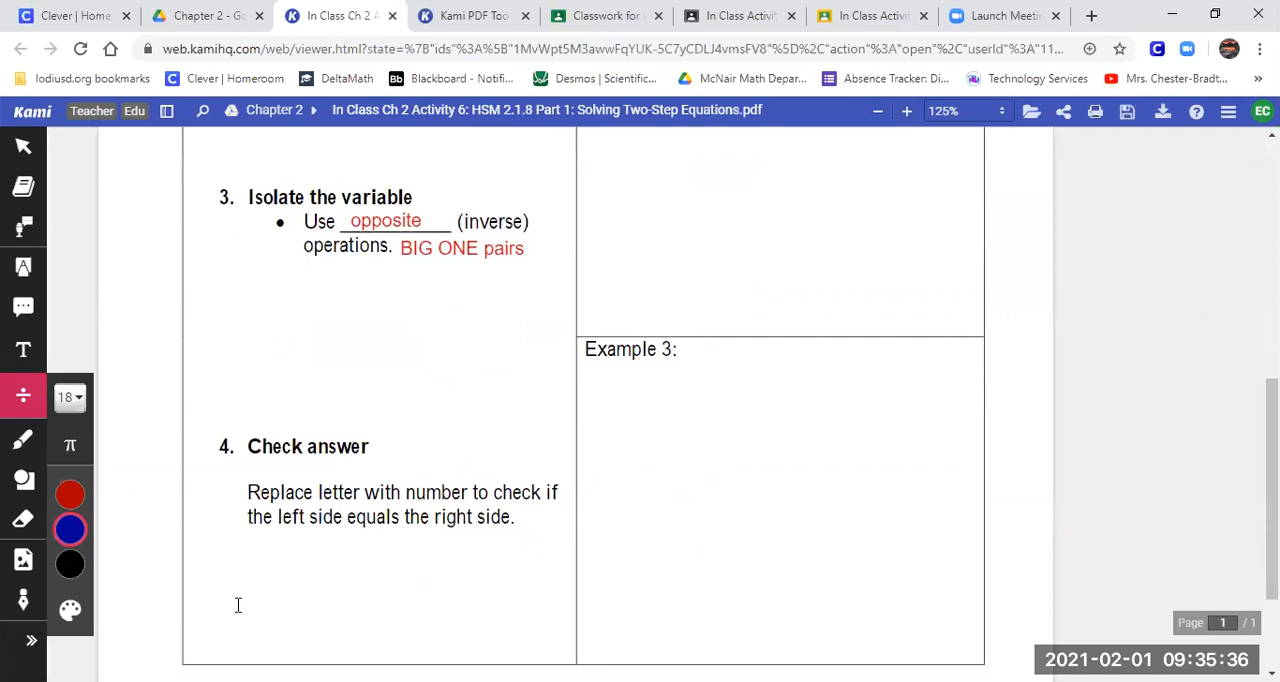 Clever | Home
Chapter 2 - Go
In Class Ch 2 A
Kami PDF Too
Classwork for
In Class Activi
In Class Activi
Launch Meeti
web.kamihq.com/web/viewer.html?state=%7B"ids"%3A%5B"1MvWpt5M3awwFqYUK-5C7yCDLJ4vmsFV8"%5D%2C"action"%3A"open"%2C"userId"%3A"11...
lodiusd.org bookmarks
Clever | Homeroom
DeltaMath
Bb Blackboard - Notifi...
Desmos | Scientific...
McNair Math Depar...
Absence Tracker: Di...
Technology Services
Mrs. Chester-Bradt...
Kami Teacher Edu
Chapter 2
In Class Ch 2 Activity 6: HSM 2.1.8 Part 1: Solving Two-Step Equations.pdf
125%
EC
3. Isolate the variable
• Use opposite (inverse)
operations. BIG ONE pairs
Example 3:
18
π
4. Check answer
Replace letter with number to check if
the left side equals the right side.
Page 1 / 1
2021-02-01 09:35:36